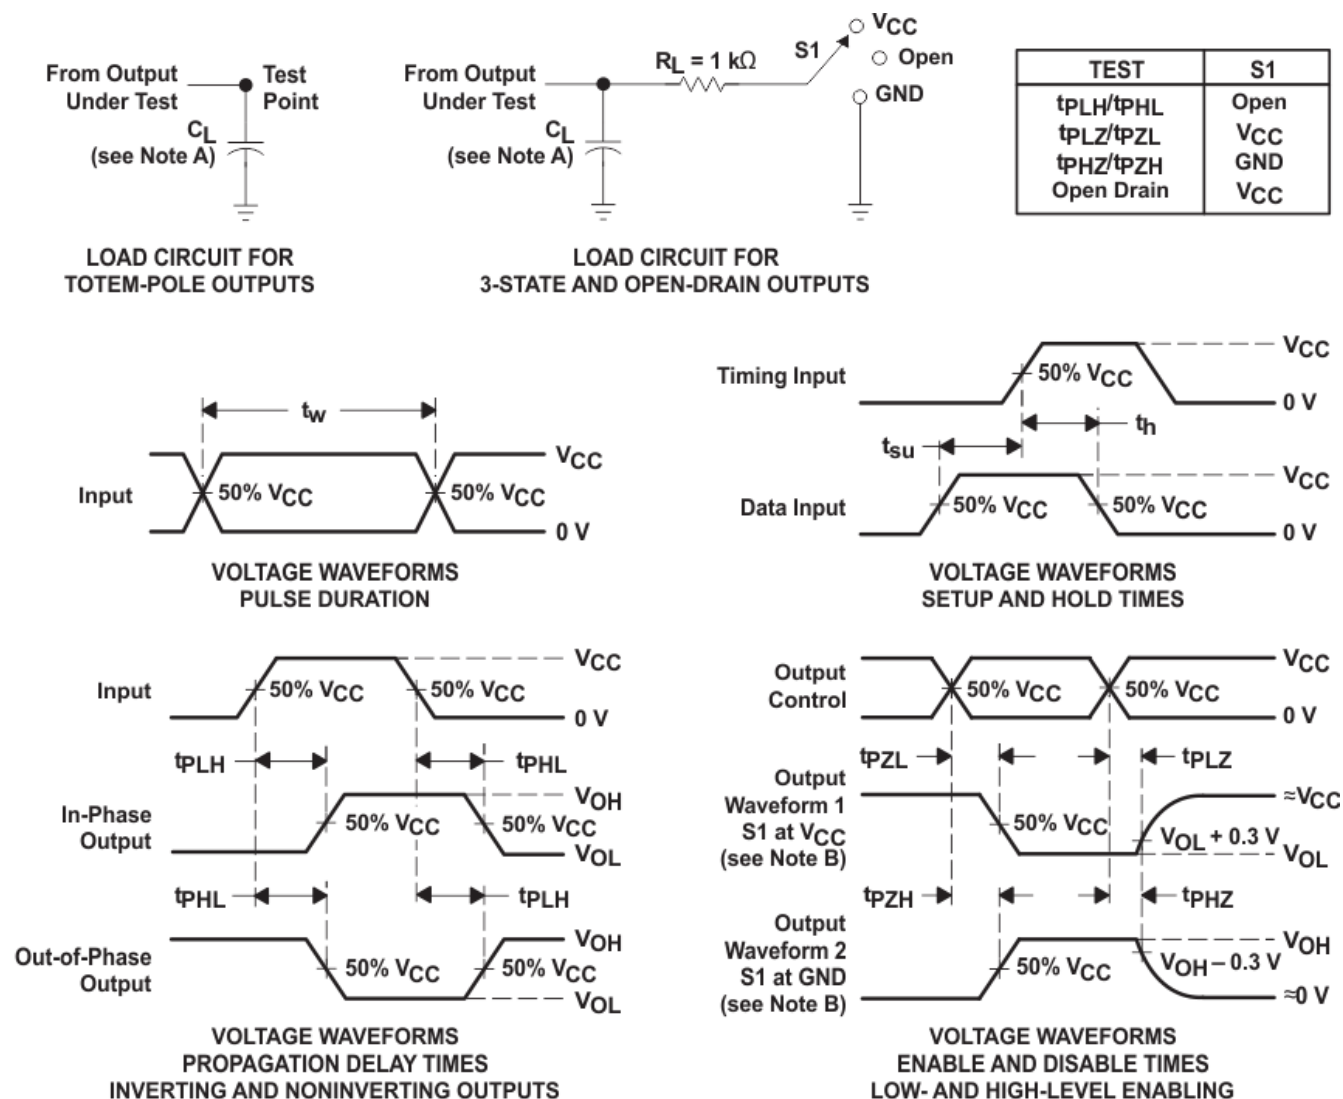 From Output
Under Test
Test
Point
CL
(see Note A)
LOAD CIRCUIT FOR
TOTEM-POLE OUTPUTS
From Output
Under Test
RL = 1 kΩ
S1
VCC
Open
GND
CL
(see Note A)
LOAD CIRCUIT FOR
3-STATE AND OPEN-DRAIN OUTPUTS
TEST S1
tPLH/tPHL Open
tPLZ/tPZL VCC
tPHZ/tPZH GND
Open Drain VCC
tw
Input
50% VCC
50% VCC
VCC
0 V
VOLTAGE WAVEFORMS
PULSE DURATION
Timing Input
50% VCC
VCC
0 V
tsu
th
Data Input
50% VCC
50% VCC
VCC
0 V
VOLTAGE WAVEFORMS
SETUP AND HOLD TIMES
Input
50% VCC
50% VCC
VCC
0 V
tPLH
tPHL
In-Phase
Output
50% VCC
50% VCC
VOH
VOL
tPHL
tPLH
Out-of-Phase
Output
50% VCC
50% VCC
VOH
VOL
VOLTAGE WAVEFORMS
PROPAGATION DELAY TIMES
INVERTING AND NONINVERTING OUTPUTS
Output
Control
50% VCC
50% VCC
VCC
0 V
tPZL
tPLZ
Output
Waveform 1
S1 at VCC
(see Note B)
50% VCC
VOL + 0.3 V
≈VCC
VOL
tPZH
tPHZ
Output
Waveform 2
S1 at GND
(see Note B)
50% VCC
VOH – 0.3 V
VOH
≈0 V
VOLTAGE WAVEFORMS
ENABLE AND DISABLE TIMES
LOW- AND HIGH-LEVEL ENABLING